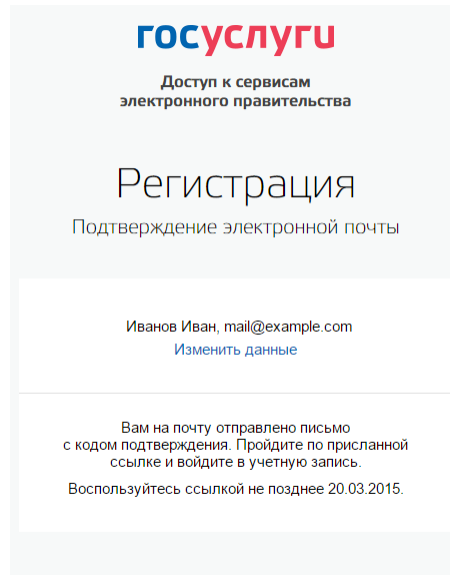 госуслуги
Доступ к сервисам
электронного правительства
Регистрация
Подтверждение электронной почты
Иванов Иван, mail@example.com
Изменить данные
Вам на почту отправлено письмо
с кодом подтверждения. Пройдите по присланной
ссылке и войдите в учетную запись.
Воспользуйтесь ссылкой не позднее 20.03.2015.